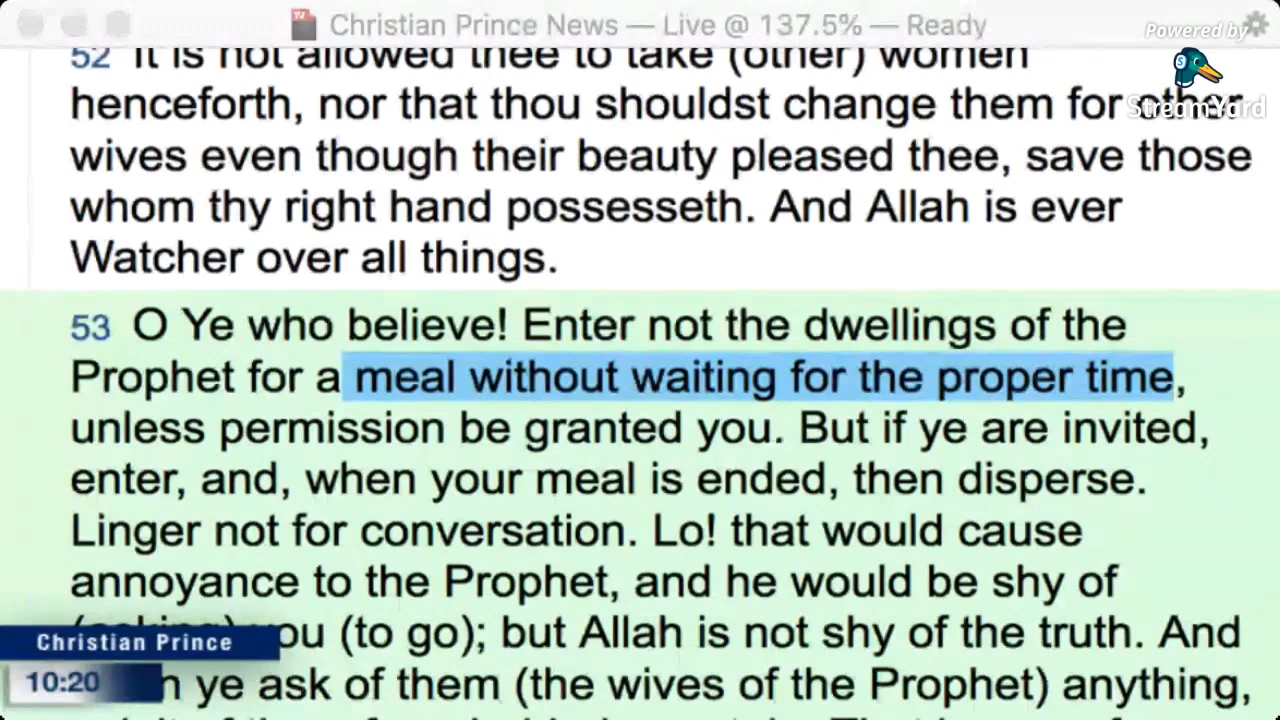 Christian Prince News — Live @ 137.5% — Ready
Powered by
StreamYard
52 It is not allowed thee to take (other) women
henceforth, nor that thou shouldst change them for other
wives even though their beauty pleased thee, save those
whom thy right hand possesseth. And Allah is ever
Watcher over all things.
53 O Ye who believe! Enter not the dwellings of the
Prophet for a meal without waiting for the proper time,
unless permission be granted you. But if ye are invited,
enter, and, when your meal is ended, then disperse.
Linger not for conversation. Lo! that would cause
annoyance to the Prophet, and he would be shy of
you (to go); but Allah is not shy of the truth. And
ye ask of them (the wives of the Prophet) anything,
Christian Prince
10:20